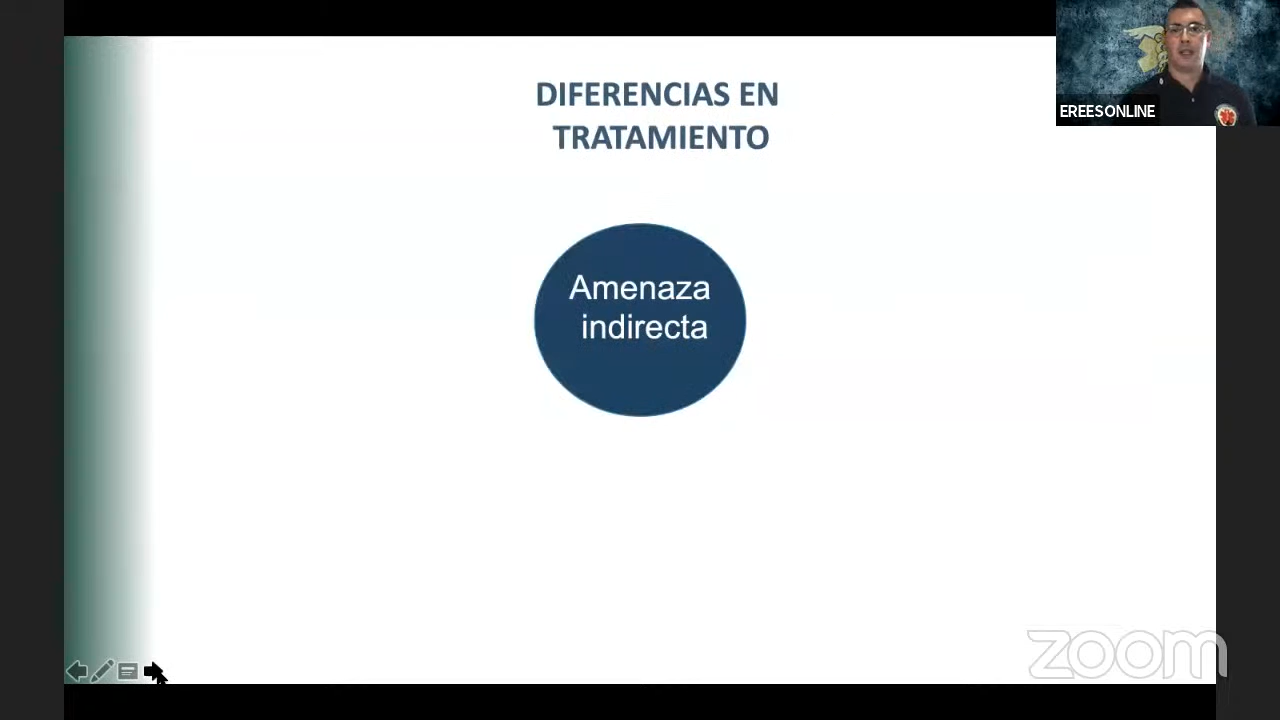 DIFERENCIAS EN
TRATAMIENTO
EREESONLINE
Amenaza
indirecta
zoom